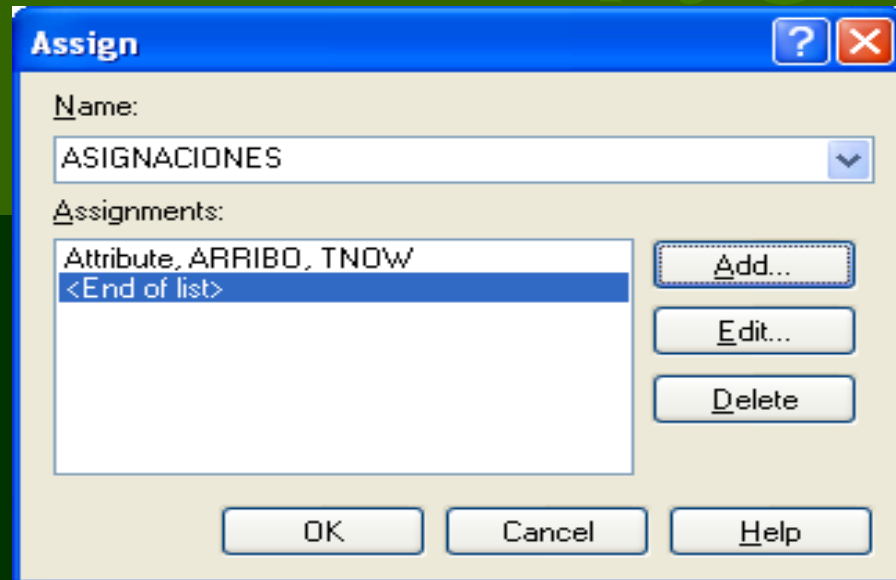 Assign
Name:
ASIGNACIONES
Assignments:
Attribute, ARRIBO, TNOW
<End of list>
Add...
Edit...
Delete
OK
Cancel
Help